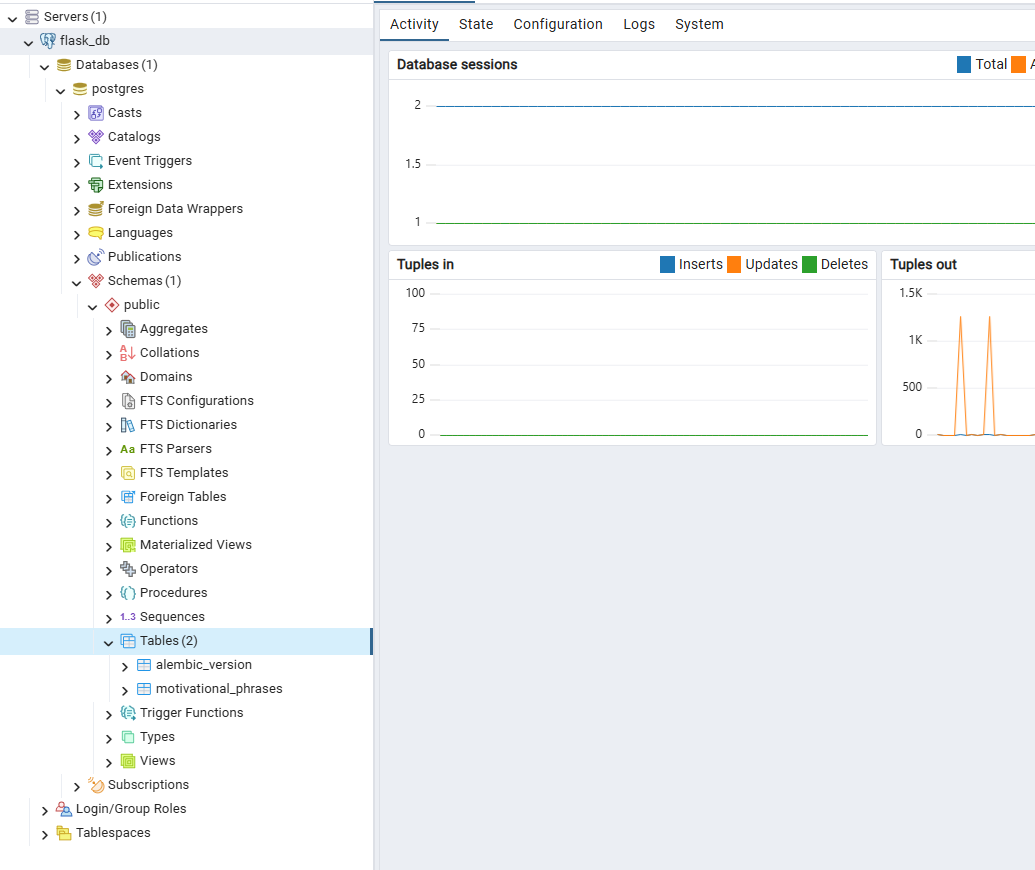 Servers (1)
flask_db
Databases (1)
postgres
Casts
Catalogs
Event Triggers
Extensions
Foreign Data Wrappers
Languages
Publications
Schemas (1)
public
Aggregates
Collations
Domains
FTS Configurations
FTS Dictionaries
Aa FTS Parsers
FTS Templates
Foreign Tables
Functions
Materialized Views
Operators
Procedures
1..3 Sequences
Tables (2)
alembic_version
motivational_phrases
Trigger Functions
Types
Views
Subscriptions
Login/Group Roles
Tablespaces
Activity State Configuration Logs System
Database sessions Total
2
1.5
1
Tuples in Inserts Updates Deletes
100
75
50
25
0
Tuples out
1.5K
1K
500
0